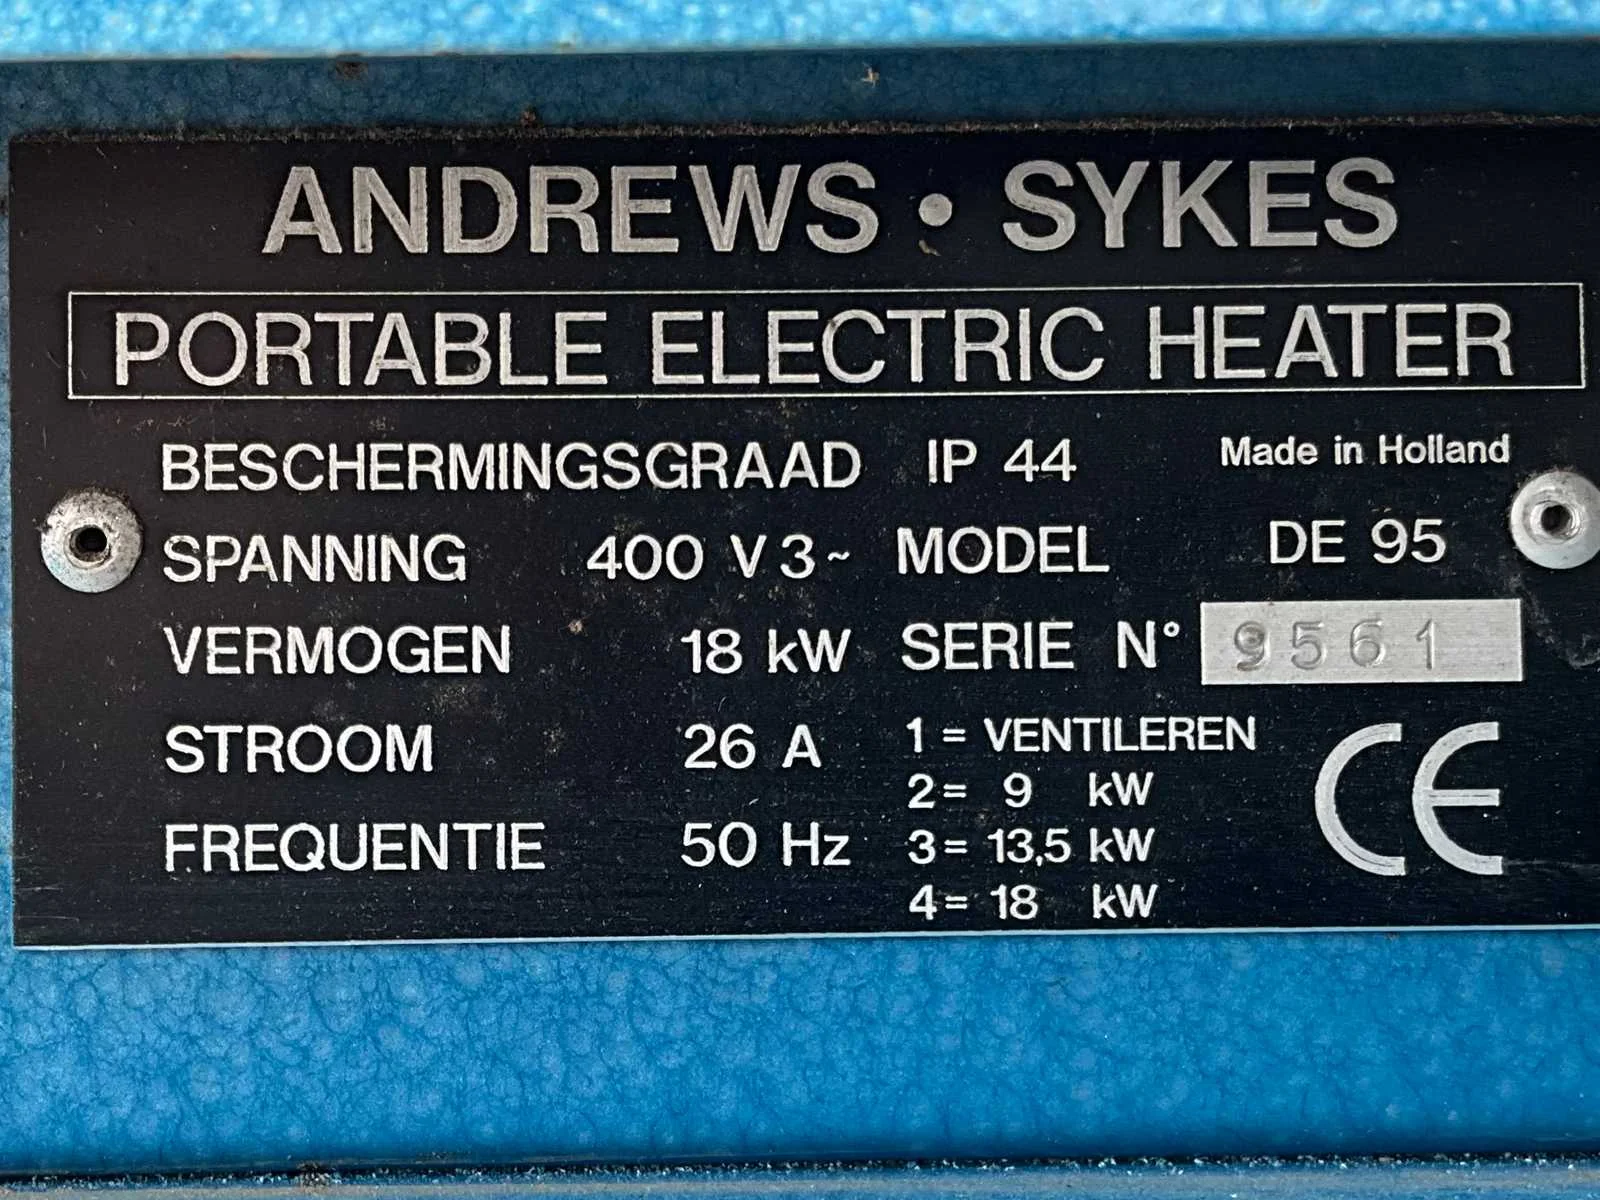 ANDREWS • SYKES
PORTABLE ELECTRIC HEATER
BESCHERMINGSGRAAD IP 44 Made in Holland
SPANNING 400 V 3~ MODEL DE 95
VERMOGEN 18 kW SERIE N° 9561
STROOM 26 A
FREQUENTIE 50 Hz
1 = VENTILEREN
2 = 9 kW
3 = 13,5 kW
4 = 18 kW
CE